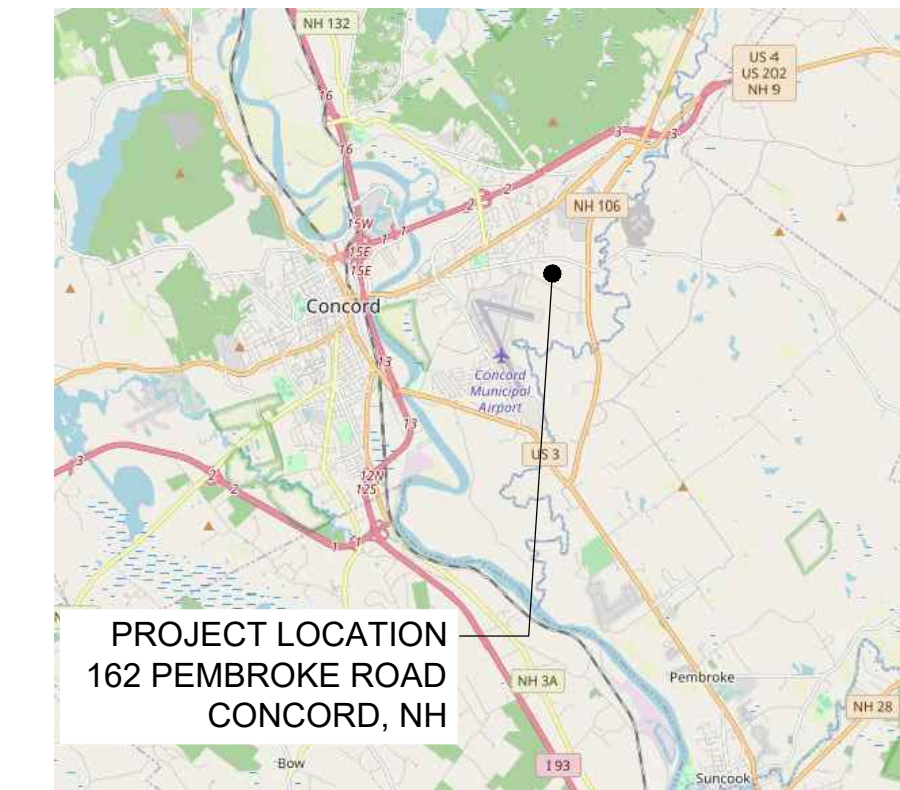 NH 132
US 4
US 202
NH 9
16
16
3
3
2
2
NH 106
15W
1
1
15E
15E
Concord
13
Concord
Municipal
Airport
13
US 3
3
2
2
12N
12S
1
1
PROJECT LOCATION
162 PEMBROKE ROAD
CONCORD, NH
NH 3A
Pembroke
NH 28
Bow
I 93
Suncook